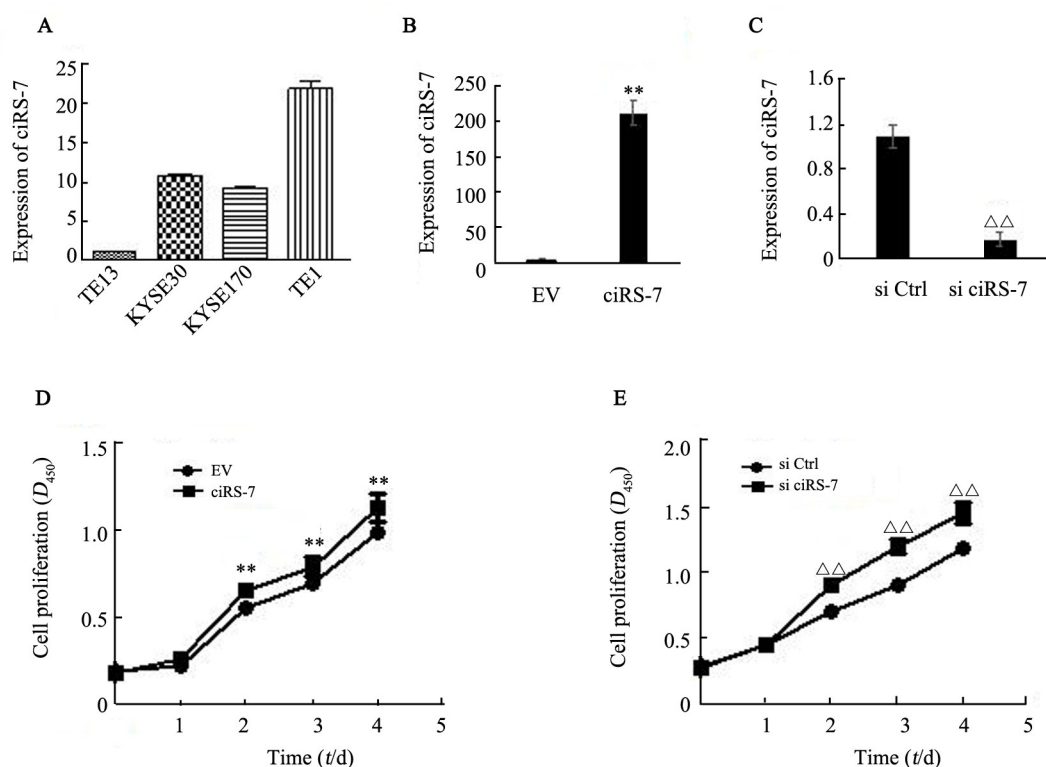 A
Expression of ciRS-7
25
20
15
10
5
0
TE13
KYSE30
KYSE170
TE1
B
Expression of ciRS-7
250
200
150
100
50
0
**
EV
ciRS-7
C
Expression of ciRS-7
1.6
1.2
0.8
0.4
0
△△
si Ctrl
si ciRS-7
D
Cell proliferation (D450)
1.5
1.0
0.5
0
EV
ciRS-7
**
**
**
1 2 3 4 5
Time (t/d)
E
Cell proliferation (D450)
2.0
1.5
1.0
0.5
0
si Ctrl
si ciRS-7
△△
△△
△△
1 2 3 4 5
Time (t/d)